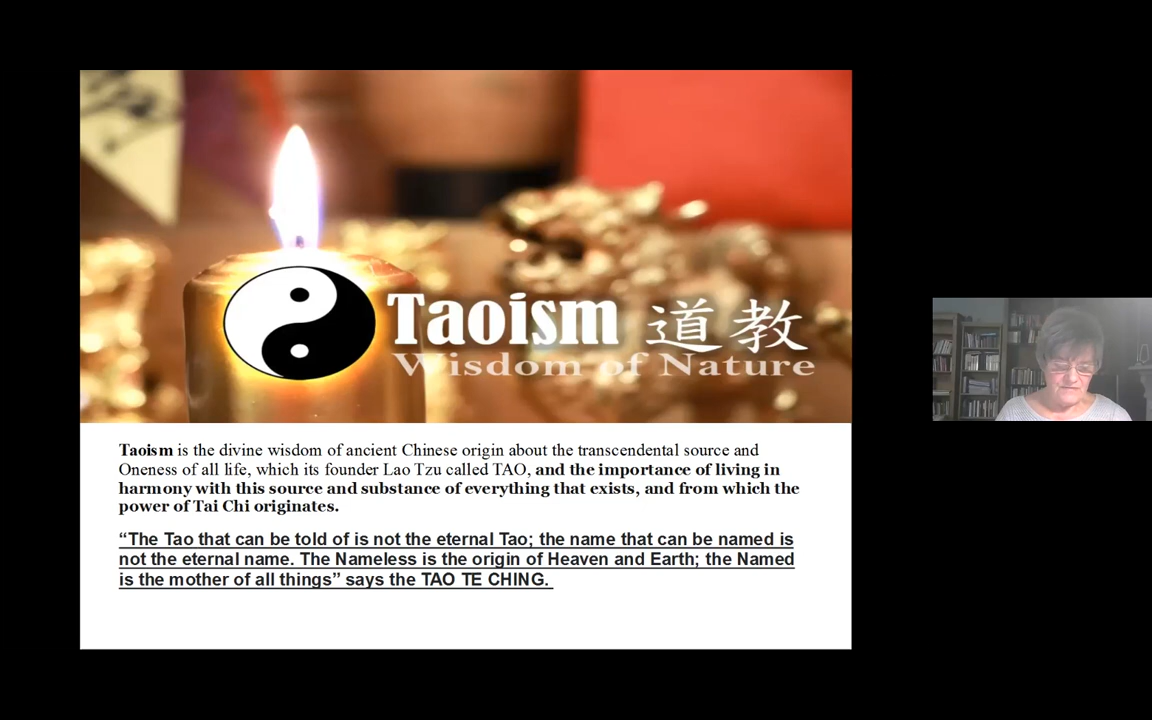 Taoism 道教
Wisdom of Nature
Taoism is the divine wisdom of ancient Chinese origin about the transcendental source and
Oneness of all life, which its founder Lao Tzu called TAO, and the importance of living in
harmony with this source and substance of everything that exists, and from which the
power of Tai Chi originates.
“The Tao that can be told of is not the eternal Tao; the name that can be named is
not the eternal name. The Nameless is the origin of Heaven and Earth; the Named
is the mother of all things” says the TAO TE CHING.